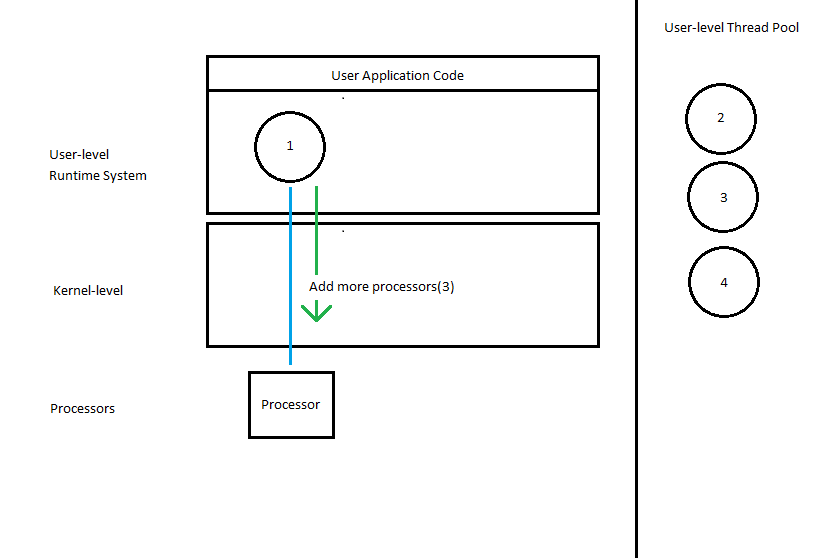 User-level Thread Pool
User Application Code
1
2
User-level
Runtime System
3
Add more processors(3)
Kernel-level
4
Processor
Processors